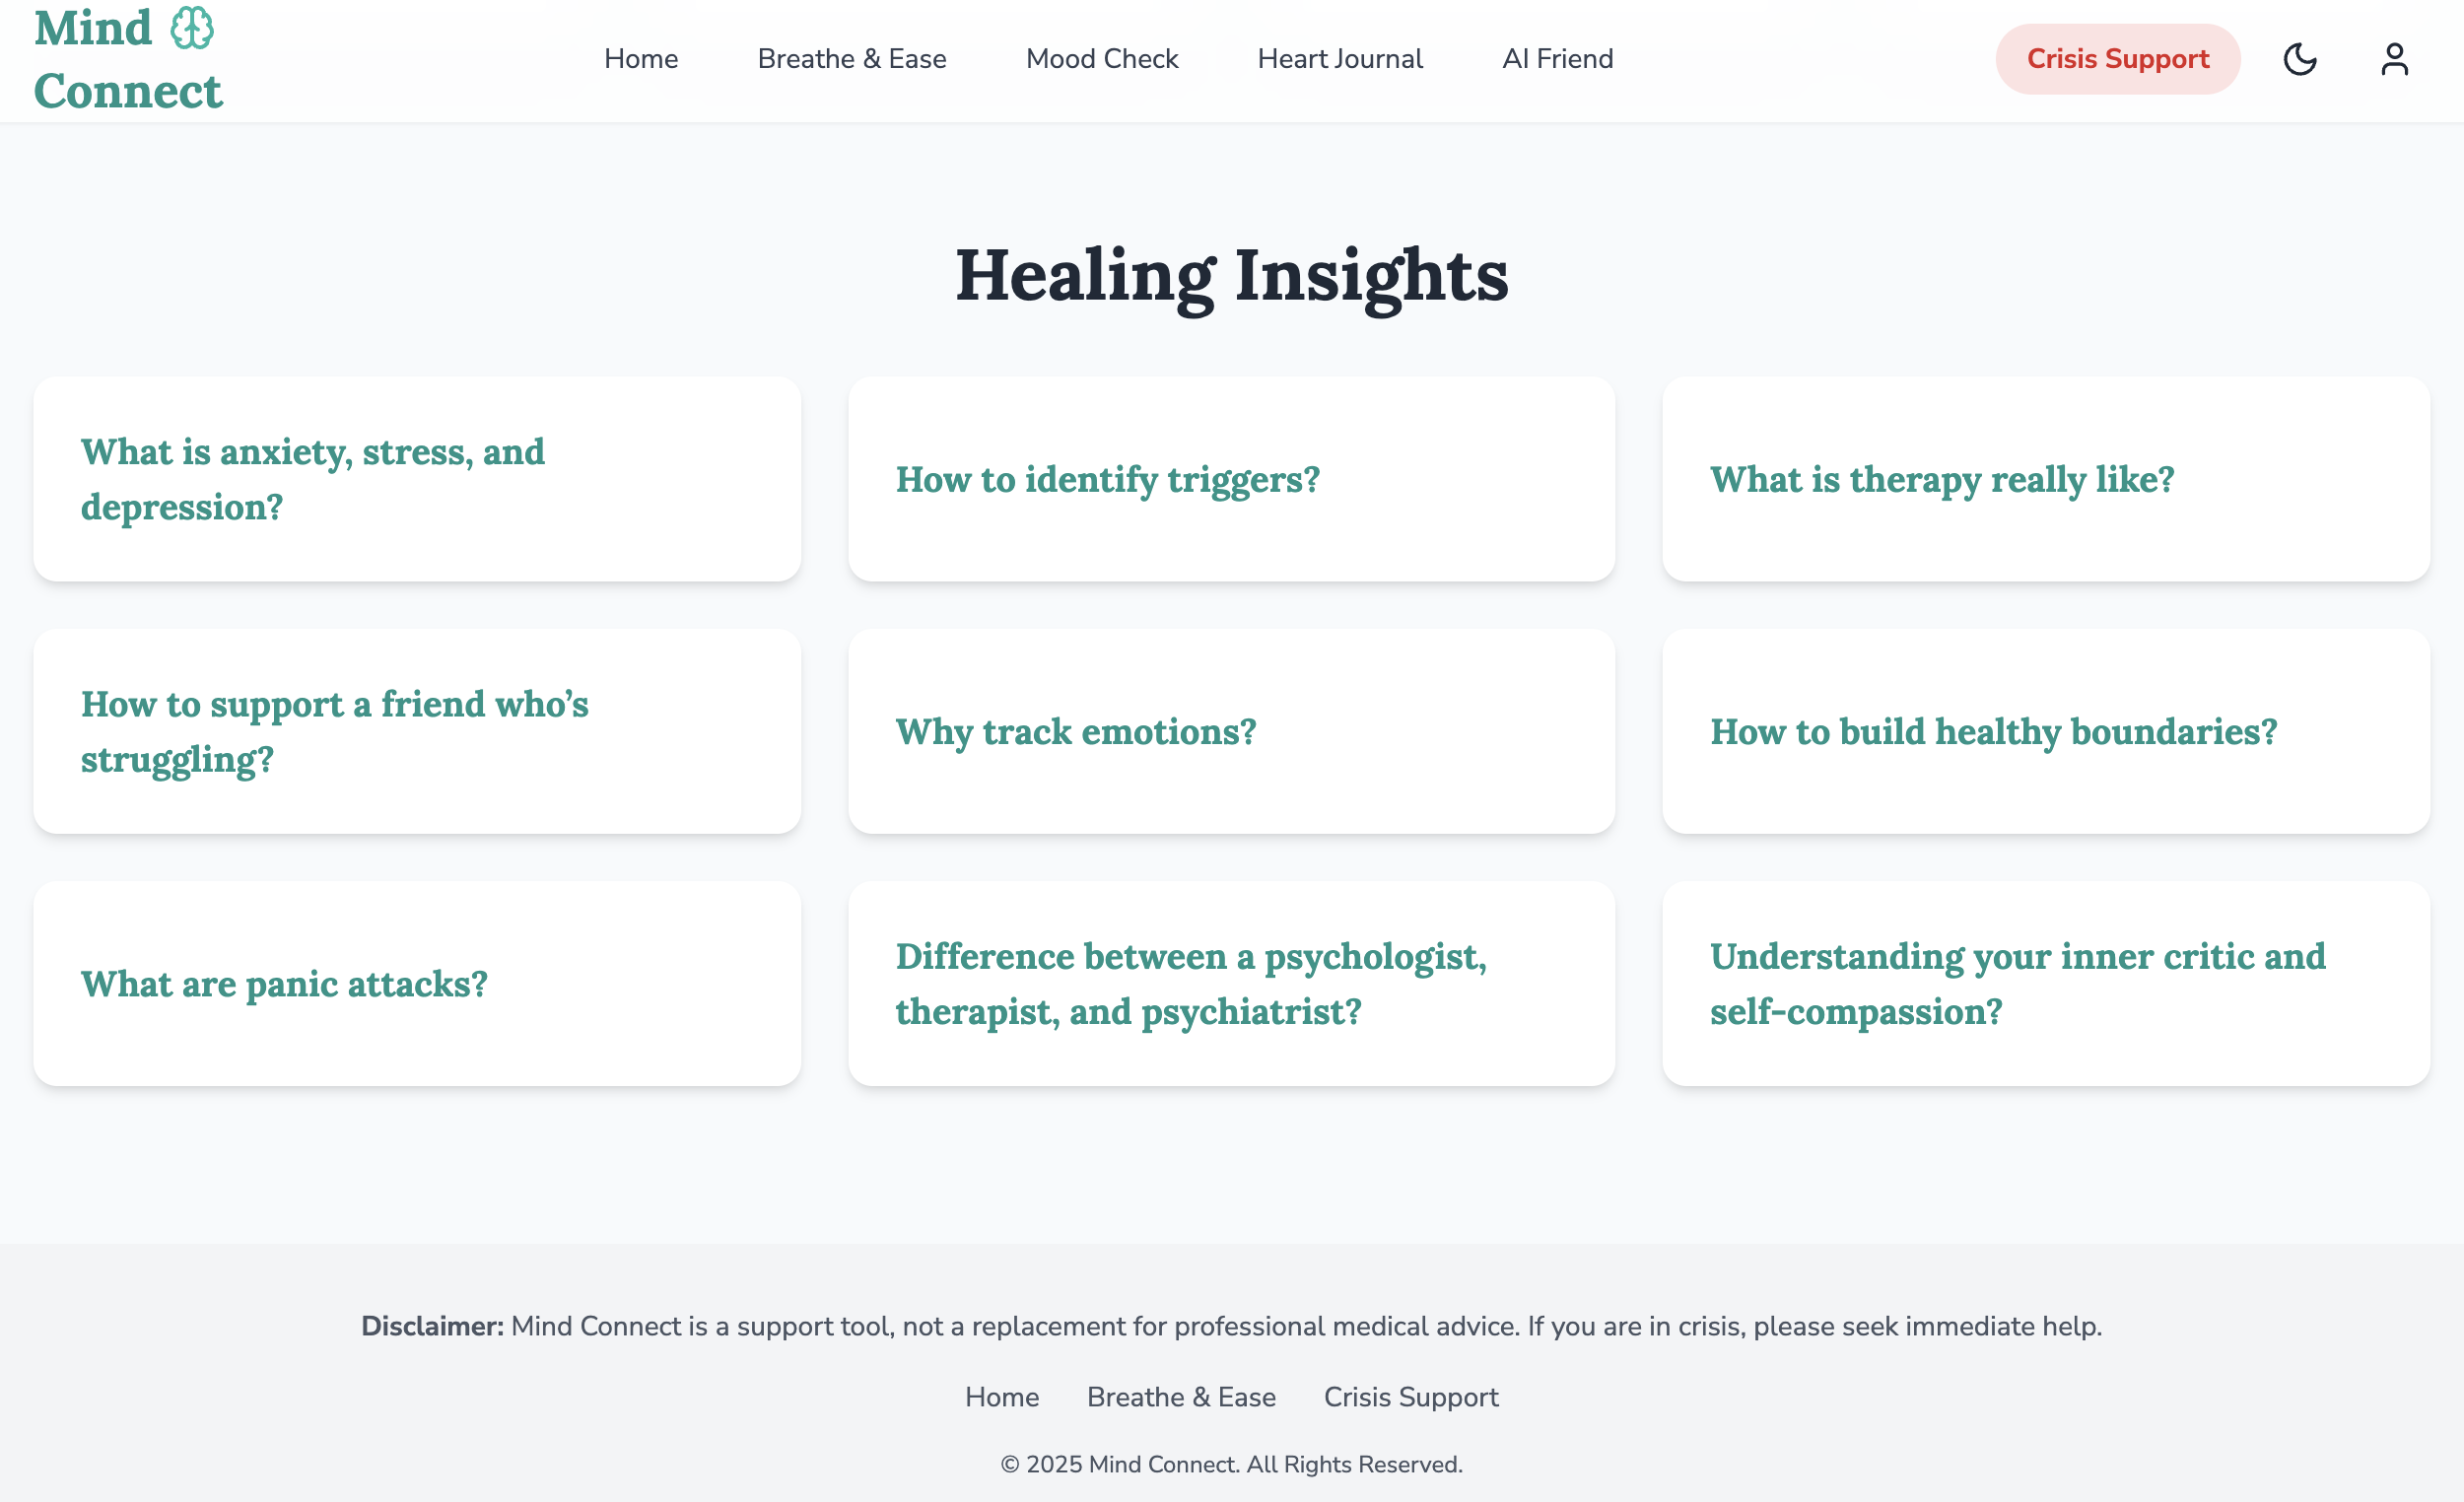 Mind
Connect
Home
Breathe & Ease
Mood Check
Heart Journal
AI Friend
Crisis Support
Healing Insights
What is anxiety, stress, and
depression?
How to identify triggers?
What is therapy really like?
How to support a friend who’s
struggling?
Why track emotions?
How to build healthy boundaries?
What are panic attacks?
Difference between a psychologist,
therapist, and psychiatrist?
Understanding your inner critic and
self-compassion?
Disclaimer: Mind Connect is a support tool, not a replacement for professional medical advice. If you are in crisis, please seek immediate help.
Home
Breathe & Ease
Crisis Support
© 2025 Mind Connect. All Rights Reserved.